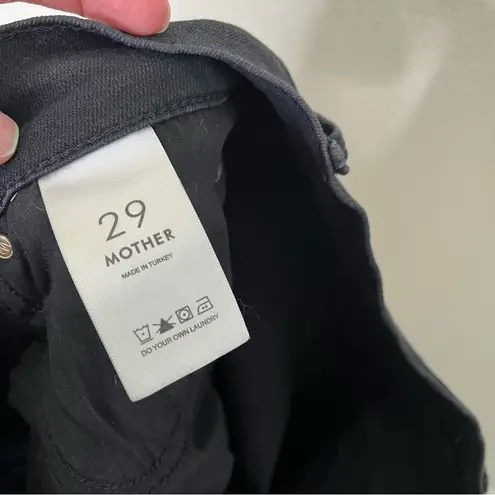 29
MOTHER
MADE IN TURKEY
DO YOUR OWN LAUNDRY